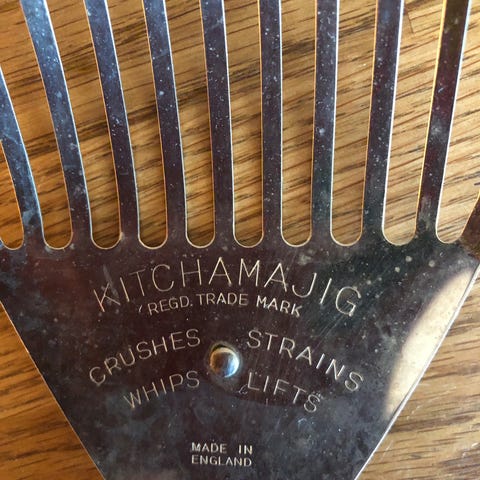 KITCHAMAJIG
REGD. TRADE MARK
CRUSHES STRAINS
WHIPS LIFTS
MADE IN
ENGLAND